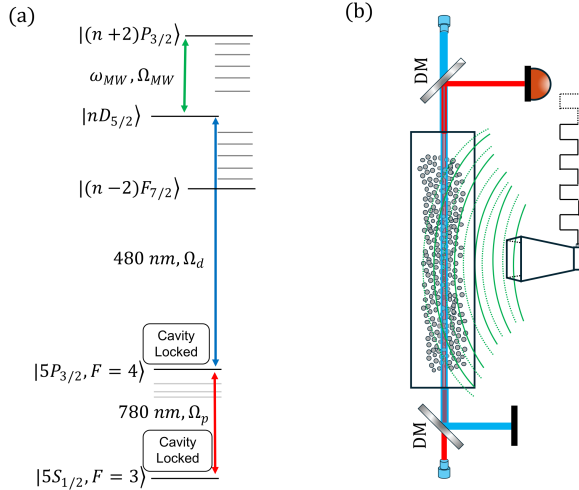 (a)
|(n + 2)P3/2⟩
ωMW, ΩMW
|nD5/2⟩
|(n − 2)F7/2⟩
480 nm, Ωd
Cavity
Locked
|5P3/2, F = 4⟩
780 nm, Ωp
Cavity
Locked
|5S1/2, F = 3⟩
(b)
DM
DM